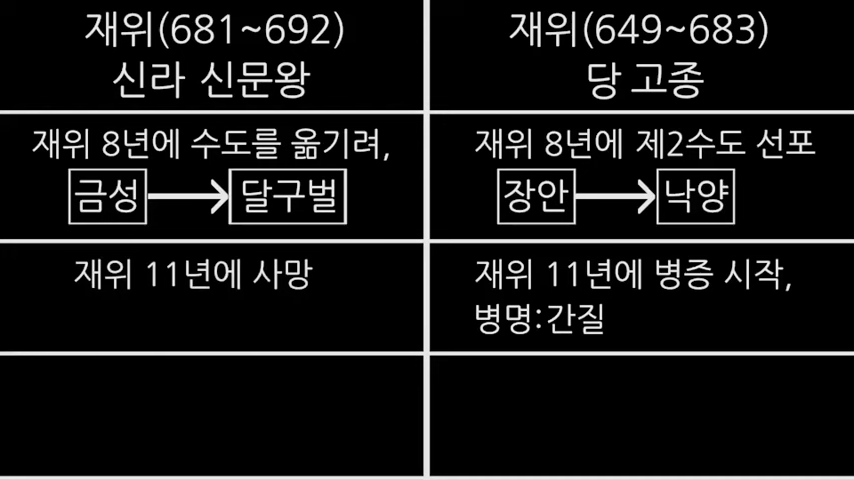 재위(681~692)
신라 신문왕
재위 8년에 수도를 옮기려,
금성 달구벌
재위 11년에 사망
재위(649~683)
당 고종
재위 8년에 제2수도 선포
장안 낙양
재위 11년에 병증 시작,
병명:간질